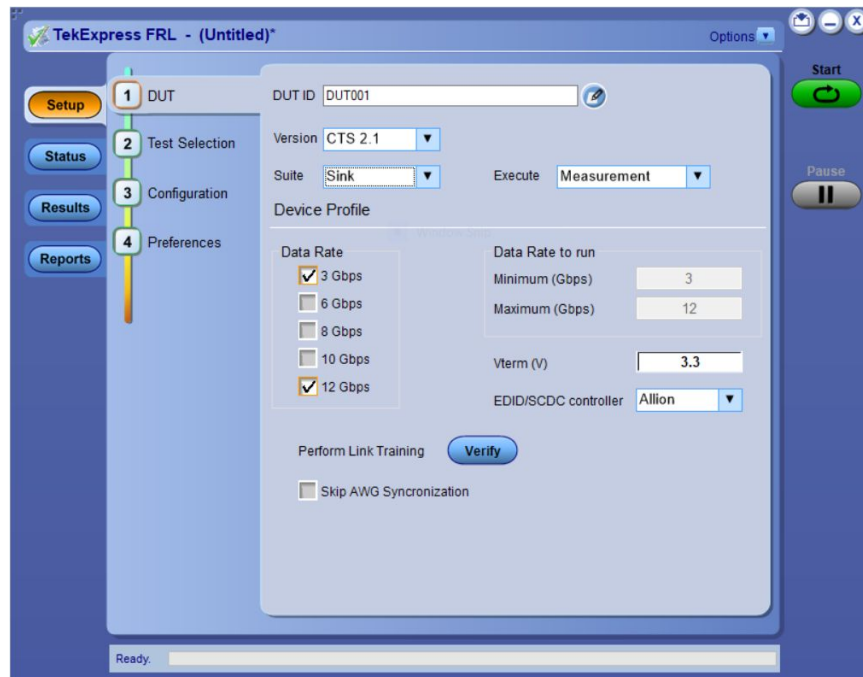 TekExpress FRL - (Untitled)*
Options
Start
Pause
Setup
Status
Results
Reports
1 DUT
2 Test Selection
3 Configuration
4 Preferences
DUT ID DUT001
Version CTS 2.1
Suite Sink
Execute Measurement
Device Profile
Data Rate
3 Gbps
6 Gbps
8 Gbps
10 Gbps
12 Gbps
Data Rate to run
Minimum (Gbps) 3
Maximum (Gbps) 12
Vterm (V) 3.3
EDID/SCDC controller Allion
Perform Link Training Verify
Skip AWG Syncronization
Ready.